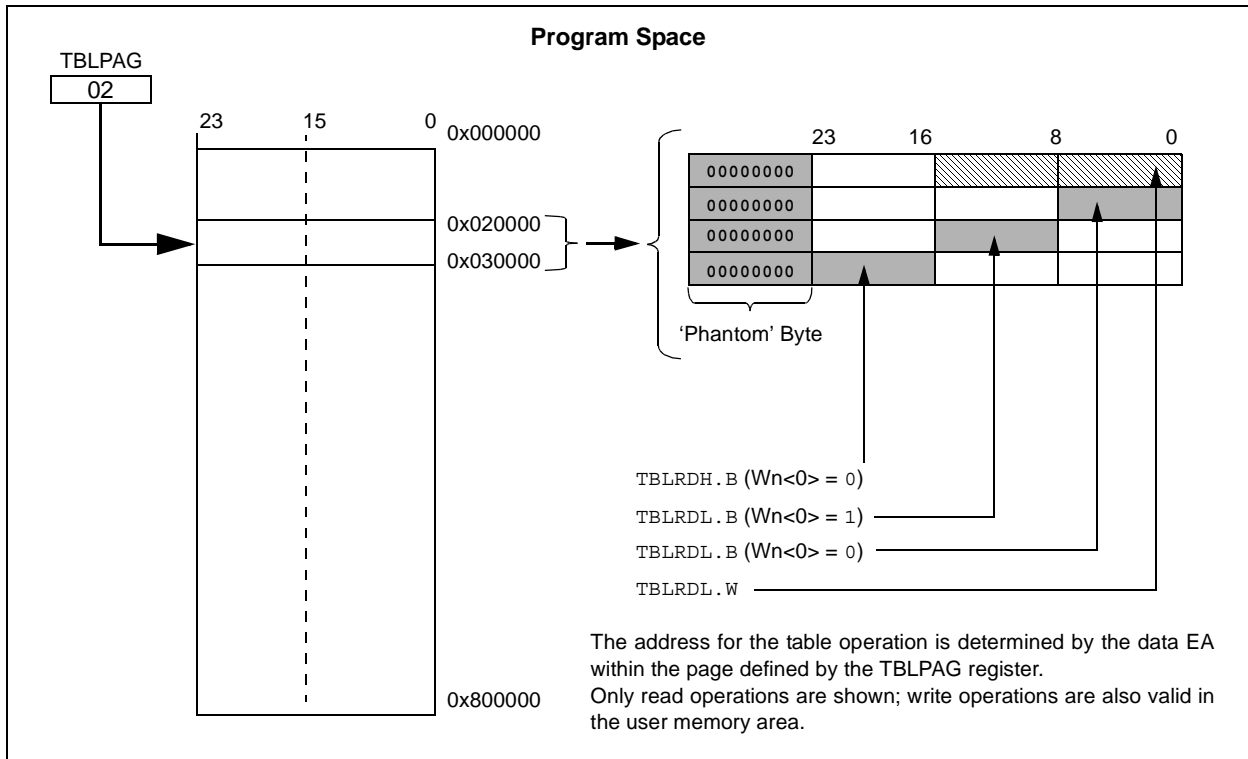 Program Space
TBLPAG
02
23 15 0
0x000000
0x020000
0x030000
0x800000
23 16 8 0
00000000
00000000
00000000
00000000
‘Phantom’ Byte
TBLRDH.B (Wn<0> = 0)
TBLRDL.B (Wn<0> = 1)
TBLRDL.B (Wn<0> = 0)
TBLRDL.W
The address for the table operation is determined by the data EA
within the page defined by the TBLPAG register.
Only read operations are shown; write operations are also valid in
the user memory area.